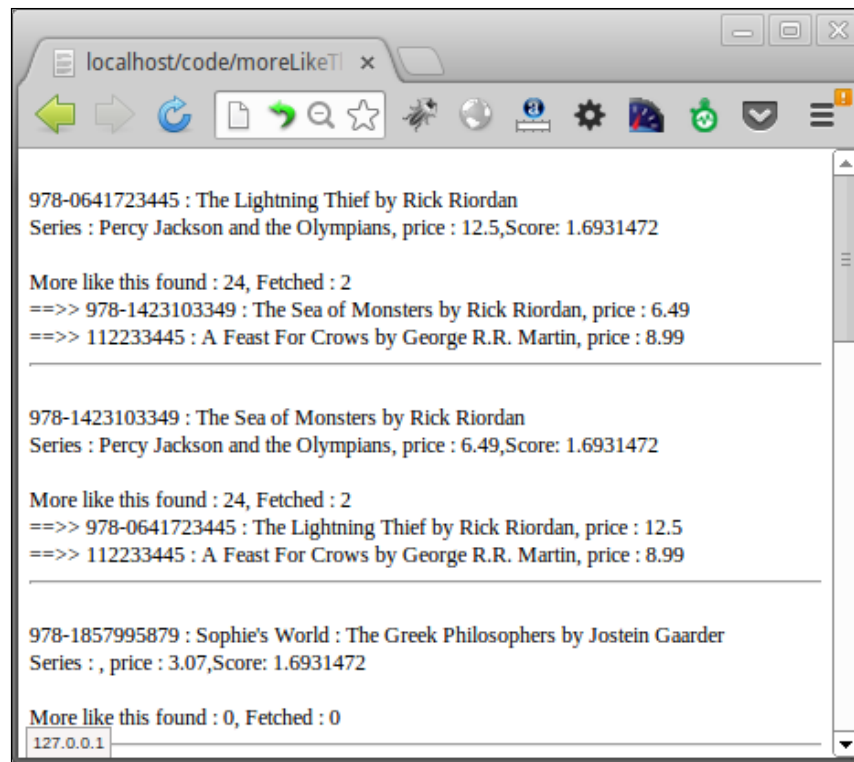 localhost/code/moreLikeTl
978-0641723445 : The Lightning Thief by Rick Riordan
Series : Percy Jackson and the Olympians, price : 12.5,Score: 1.6931472
More like this found : 24, Fetched : 2
==>> 978-1423103349 : The Sea of Monsters by Rick Riordan, price : 6.49
==>> 112233445 : A Feast For Crows by George R.R. Martin, price : 8.99
978-1423103349 : The Sea of Monsters by Rick Riordan
Series : Percy Jackson and the Olympians, price : 6.49,Score: 1.6931472
More like this found : 24, Fetched : 2
==>> 978-0641723445 : The Lightning Thief by Rick Riordan, price : 12.5
==>> 112233445 : A Feast For Crows by George R.R. Martin, price : 8.99
978-1857995879 : Sophie's World : The Greek Philosophers by Jostein Gaarder
Series : , price : 3.07,Score: 1.6931472
More like this found : 0, Fetched : 0
127.0.0.1